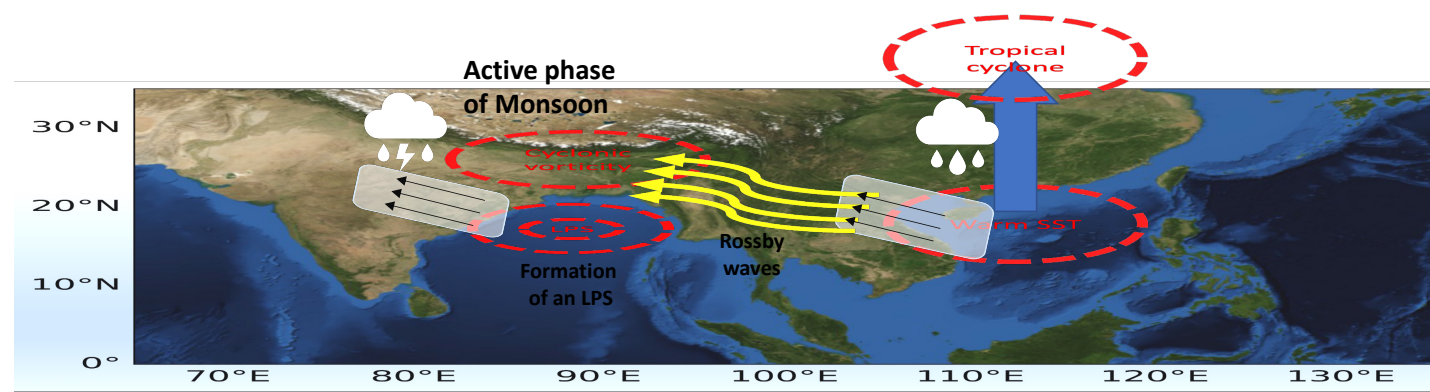 Tropical
cyclone
Active phase
of Monsoon
30°N
Cyclonic
vorticity
20°N
LPS
Warm SST
Rossby
waves
Formation
of an LPS
10°N
0°
70°E 80°E 90°E 100°E 110°E 120°E 130°E